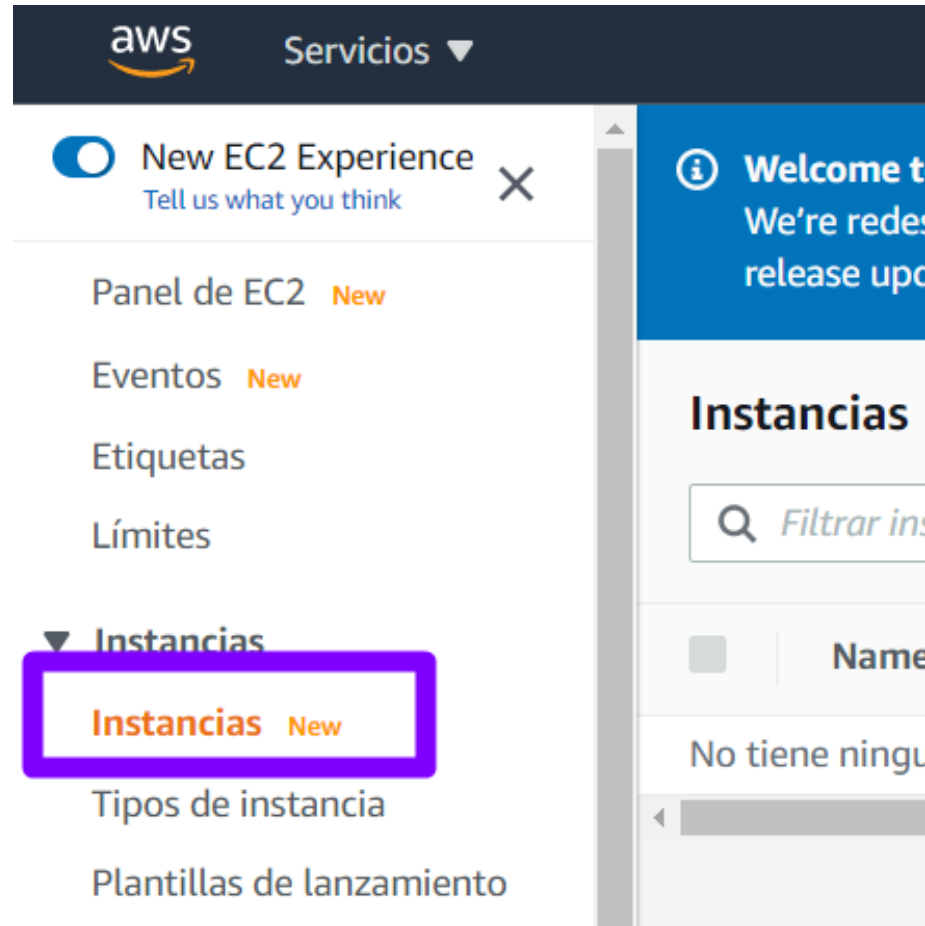 aws Servicios
New EC2 Experience
Tell us what you think
Panel de EC2 New
Eventos New
Etiquetas
Límites
Instancias
Instancias New
Tipos de instancia
Plantillas de lanzamiento
Welcome t
We're redes
release upd
Instancias
Filtrar ins
Name
No tiene ningu